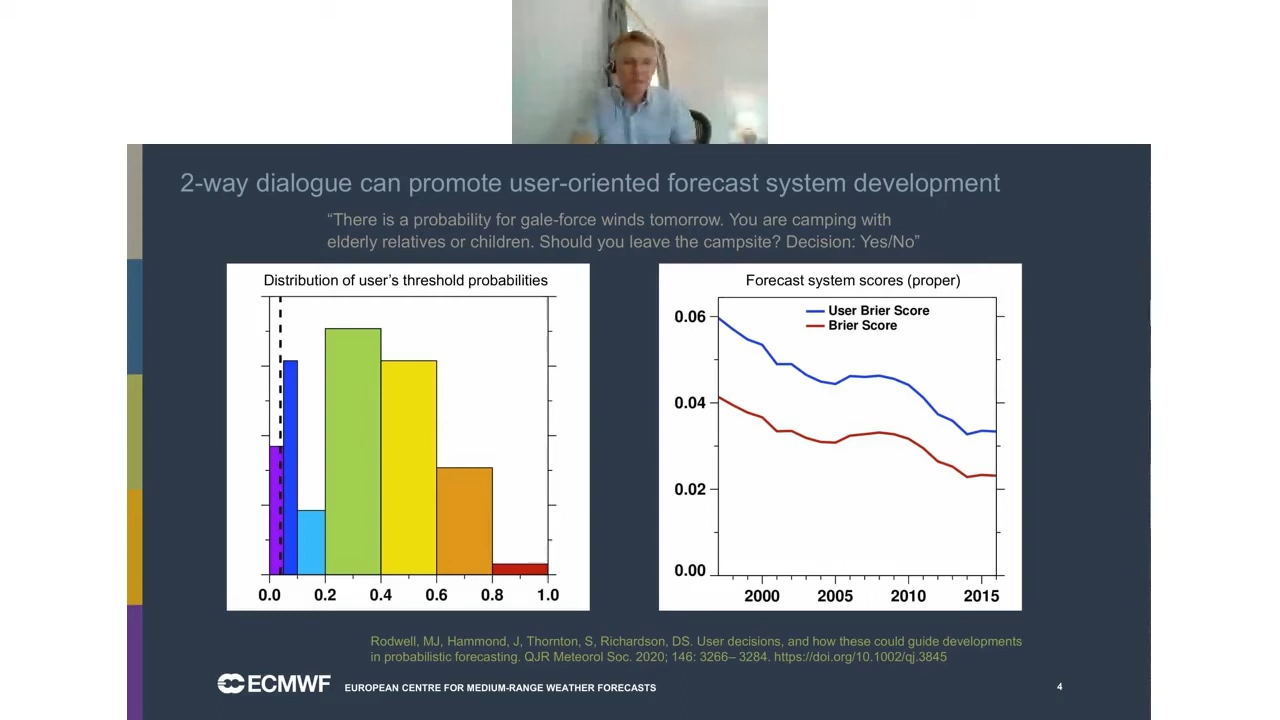 2-way dialogue can promote user-oriented forecast system development
“There is a probability for gale-force winds tomorrow. You are camping with
elderly relatives or children. Should you leave the campsite? Decision: Yes/No”
Distribution of user’s threshold probabilities
0.0 0.2 0.4 0.6 0.8 1.0
Forecast system scores (proper)
User Brier Score
Brier Score
0.06
0.04
0.02
0.00
2000 2005 2010 2015
Rodwell, MJ, Hammond, J, Thornton, S, Richardson, DS. User decisions, and how these could guide developments
in probabilistic forecasting. QJR Meteorol Soc. 2020; 146: 3266– 3284. https://doi.org/10.1002/qj.3845
ECMWF EUROPEAN CENTRE FOR MEDIUM-RANGE WEATHER FORECASTS 4